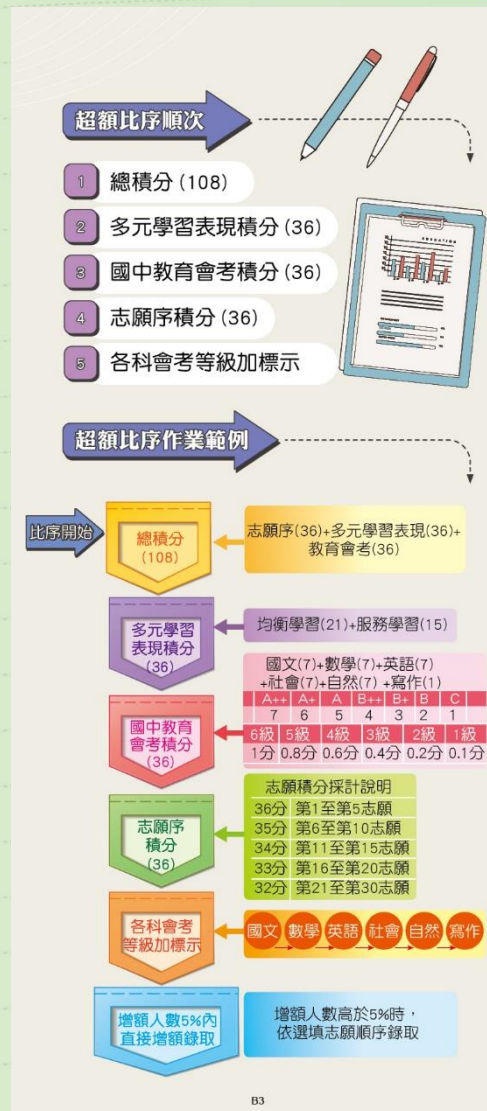 超額比序順次
1 總積分(108)
2 多元學習表現積分(36)
3 國中教育會考積分(36)
4 志願序積分(36)
5 各科會考等級加標示
EDUCATION
超額比序作業範例
比序開始
總積分
(108)
志願序(36)+多元學習表現(36)+
教育會考(36)
多元學習
表現積分
(36)
均衡學習(21)+服務學習(15)
國中教育
會考積分
(36)
國文(7)+數學(7)+英語(7)
+社會(7)+自然(7)+寫作(1)
A++ A+ A B++ B+ B C
7 6 5 4 3 2 1
6級 5級 4級 3級 2級 1級
1分 0.8分 0.6分 0.4分 0.2分 0.1分
志願序
積分
(36)
志願積分採計說明
36分 第1至第5志願
35分 第6至第10志願
34分 第11至第15志願
33分 第16至第20志願
32分 第21至第30志願
各科會考
等級加標示
國文 數學 英語 社會 自然 寫作
增額人數5%內
直接增額錄取
增額人數高於5%時，
依選填志願順序錄取
B3